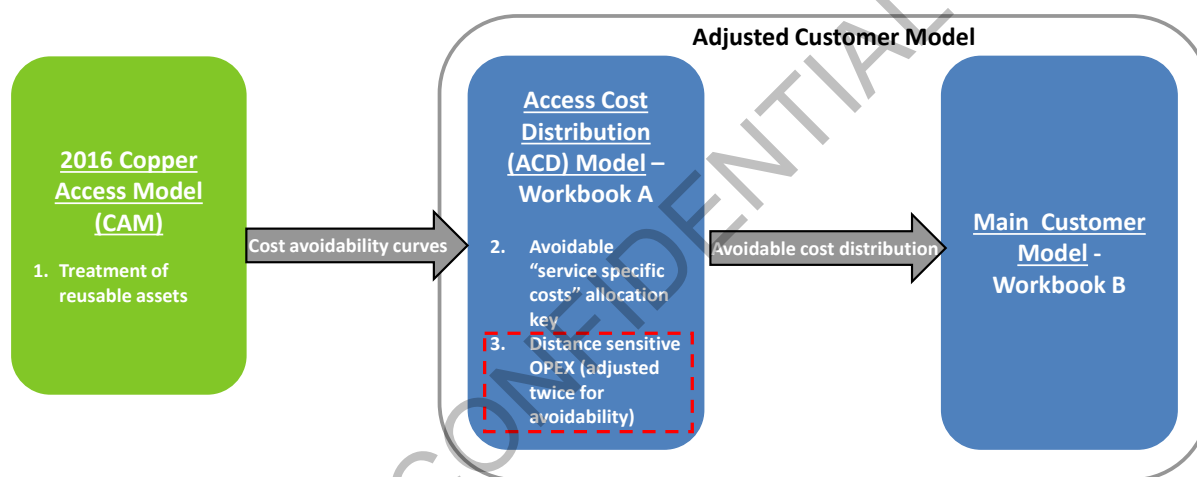 Adjusted Customer Model
2016 Copper
Access Model
(CAM)
1. Treatment of
reusable assets
Cost avoidability curves
Access Cost
Distribution
(ACD) Model –
Workbook A
2. Avoidable
“service specific
costs” allocation
key
3. Distance sensitive
OPEX (adjusted
twice for
avoidability)
Avoidable cost distribution
Main Customer
Model -
Workbook B
CONFIDENTIAL